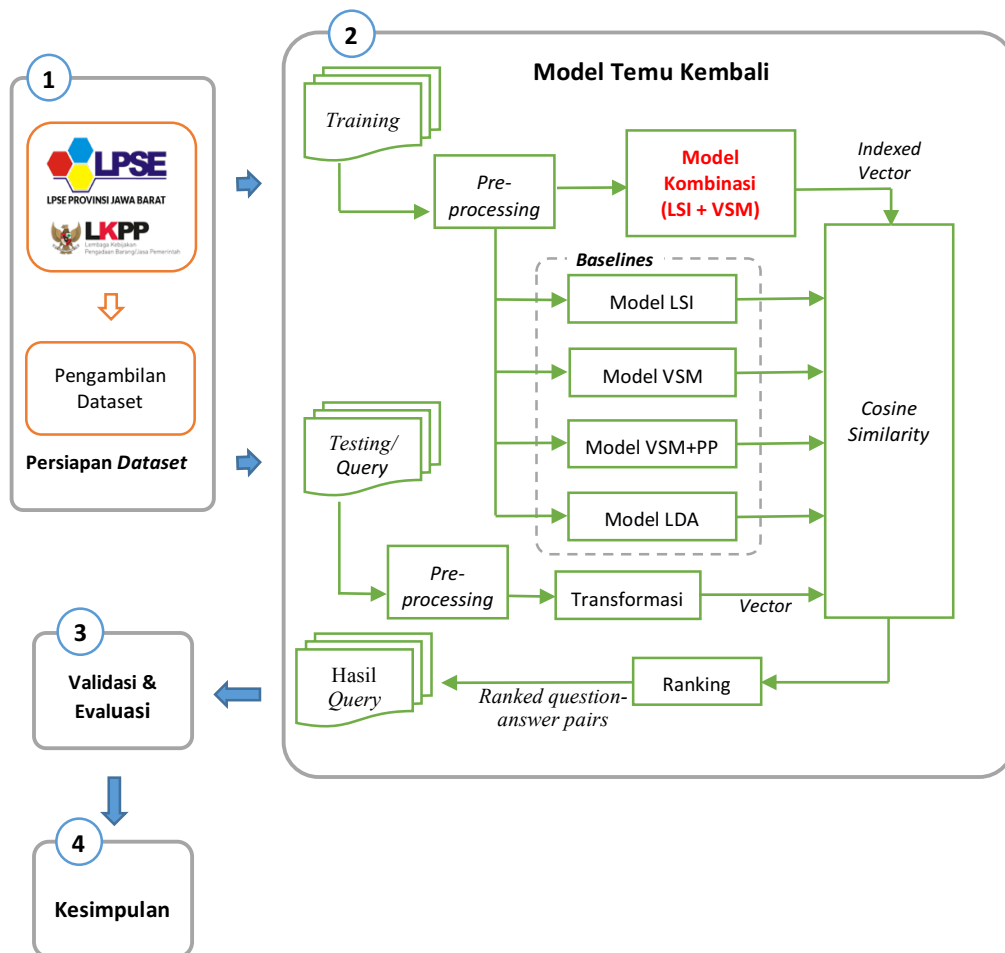 1
LPSE
LPSE PROVINSI JAWA BARAT
LKPP
Lembaga Kebijakan
Pengadaan Barang/Jasa Pemerintah
Pengambilan
Dataset
Persiapan Dataset
2
Model Temu Kembali
Training
Pre-
processing
Model
Kombinasi
(LSI + VSM)
Indexed
Vector
Baselines
Model LSI
Model VSM
Model VSM+PP
Model LDA
Cosine
Similarity
Testing/
Query
Pre-
processing
Transformasi
Vector
Hasil
Query
Ranked question-
answer pairs
Ranking
3
Validasi &
Evaluasi
4
Kesimpulan